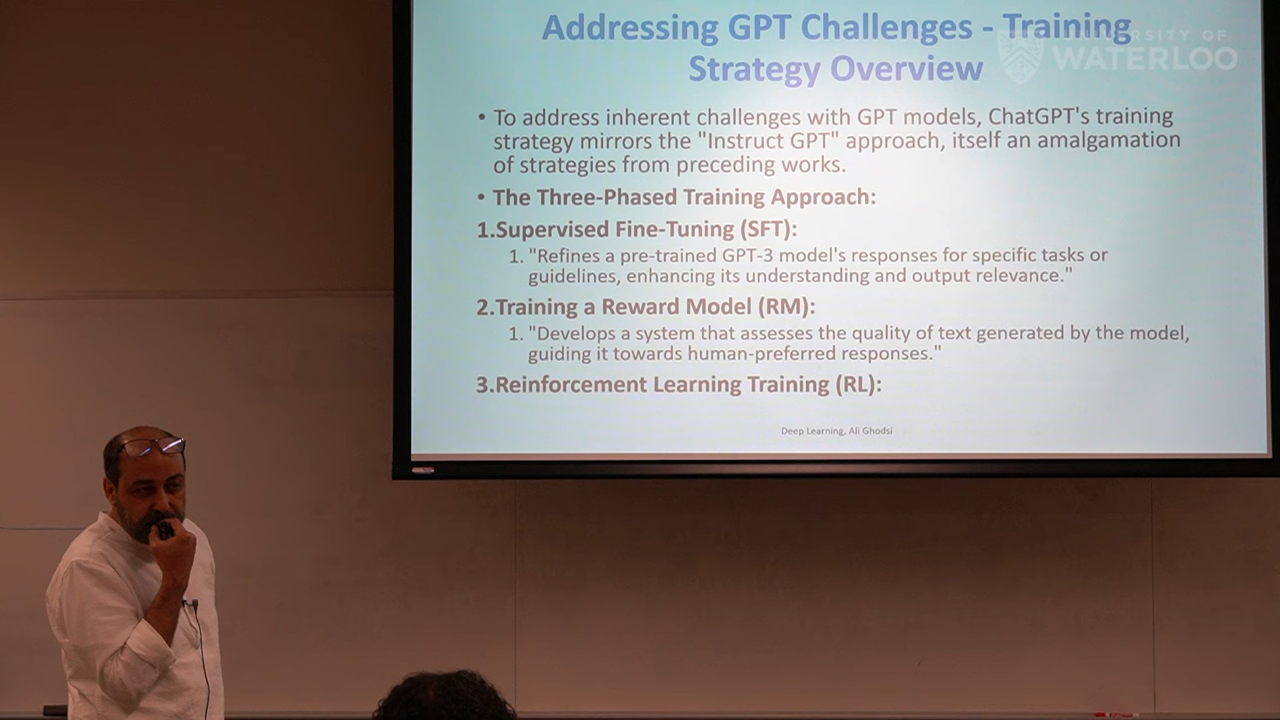 Addressing GPT Challenges - Training
Strategy Overview
UNIVERSITY OF
WATERLOO
• To address inherent challenges with GPT models, ChatGPT's training
strategy mirrors the "Instruct GPT" approach, itself an amalgamation
of strategies from preceding works.
• The Three-Phased Training Approach:
1.Supervised Fine-Tuning (SFT):
1. "Refines a pre-trained GPT-3 model's responses for specific tasks or
guidelines, enhancing its understanding and output relevance."
2.Training a Reward Model (RM):
1. "Develops a system that assesses the quality of text generated by the model,
guiding it towards human-preferred responses."
3.Reinforcement Learning Training (RL):
Deep Learning, Ali Ghodsi